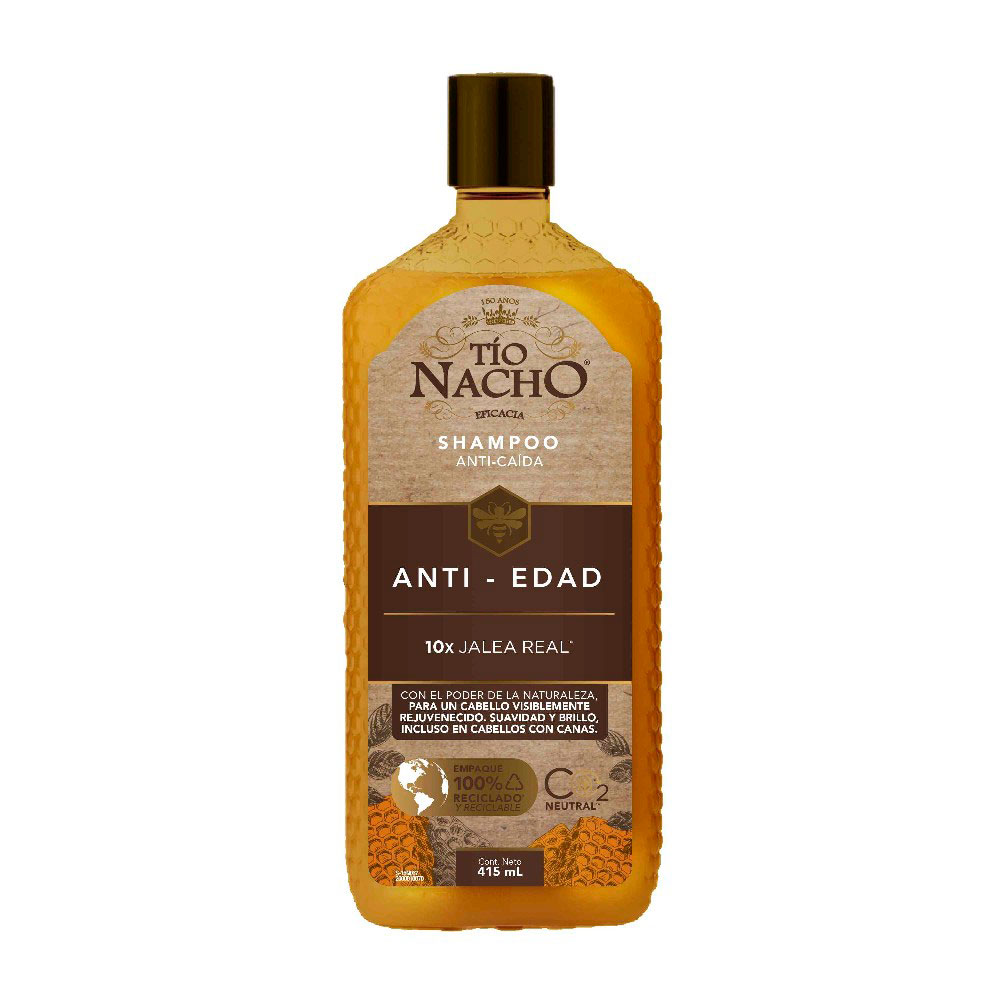 150 AÑOS
TÍO
NACHO®
EFICACIA
SHAMPOO
ANTI-CAÍDA
ANTI - EDAD
10x JALEA REAL*
CON EL PODER DE LA NATURALEZA,
PARA UN CABELLO VISIBLEMENTE
REJUVENECIDO. SUAVIDAD Y BRILLO,
INCLUSO EN CABELLOS CON CANAS.
EMPAQUE
100%
RECICLADO*
Y RECICLABLE
CO2
NEUTRAL
Cont. Neto
415 mL